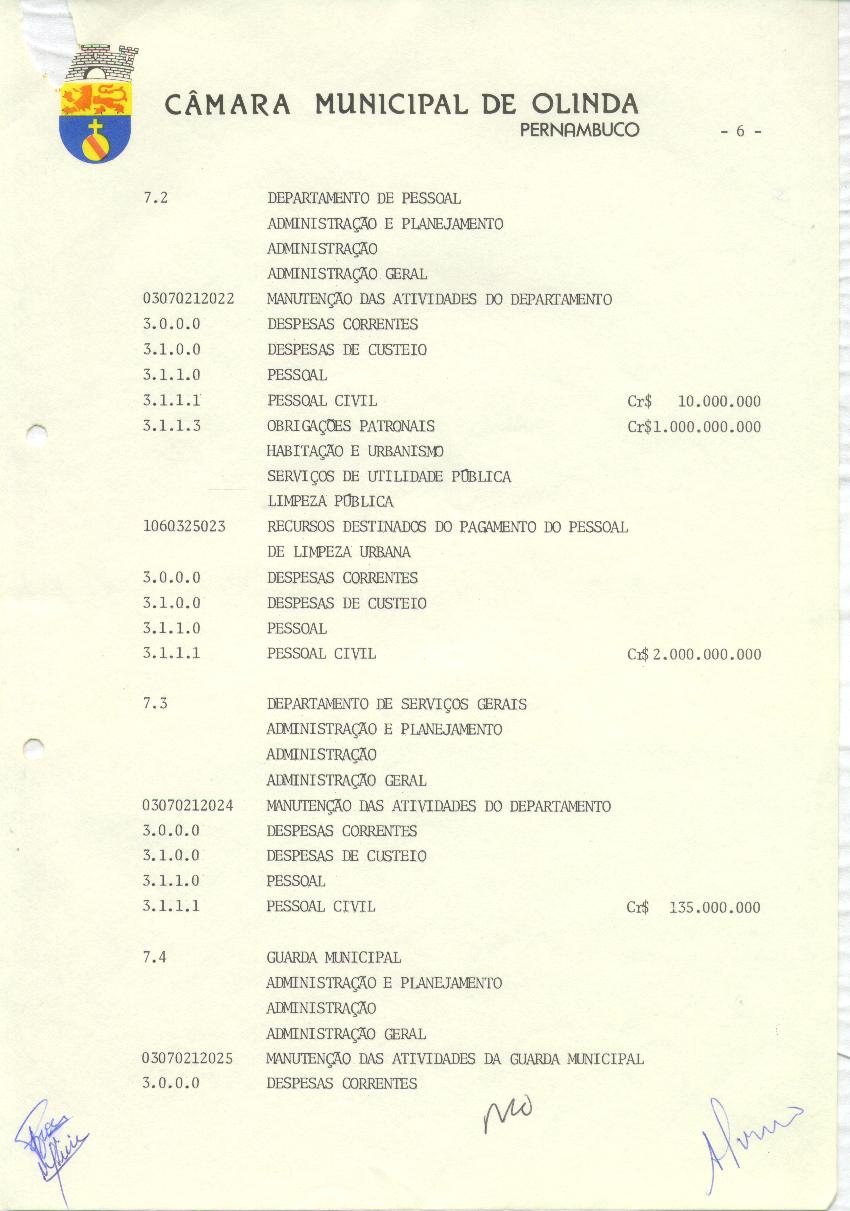 CÂMARA MUNICIPAL DE OLINDA
PERNAMBUCO
- 6 -
7.2 DEPARTAMENTO DE PESSOAL
ADMINISTRAÇÃO E PLANEJAMENTO
ADMINISTRAÇÃO
ADMINISTRAÇÃO GERAL
03070212022 MANUTENÇÃO DAS ATIVIDADES DO DEPARTAMENTO
3.0.0.0 DESPESAS CORRENTES
3.1.0.0 DESPESAS DE CUSTEIO
3.1.1.0 PESSOAL
3.1.1.1 PESSOAL CIVIL Cr$ 10.000.000
3.1.1.3 OBRIGAÇÕES PATRONAIS Cr$1.000.000.000
HABITAÇÃO E URBANISMO
SERVIÇOS DE UTILIDADE PÚBLICA
LIMPEZA PÚBLICA
1060325023 RECURSOS DESTINADOS DO PAGAMENTO DO PESSOAL
DE LIMPEZA URBANA
3.0.0.0 DESPESAS CORRENTES
3.1.0.0 DESPESAS DE CUSTEIO
3.1.1.0 PESSOAL
3.1.1.1 PESSOAL CIVIL Cr$ 2.000.000.000
7.3 DEPARTAMENTO DE SERVIÇOS GERAIS
ADMINISTRAÇÃO E PLANEJAMENTO
ADMINISTRAÇÃO
ADMINISTRAÇÃO GERAL
03070212024 MANUTENÇÃO DAS ATIVIDADES DO DEPARTAMENTO
3.0.0.0 DESPESAS CORRENTES
3.1.0.0 DESPESAS DE CUSTEIO
3.1.1.0 PESSOAL
3.1.1.1 PESSOAL CIVIL Cr$ 135.000.000
7.4 GUARDA MUNICIPAL
ADMINISTRAÇÃO E PLANEJAMENTO
ADMINISTRAÇÃO
ADMINISTRAÇÃO GERAL
03070212025 MANUTENÇÃO DAS ATIVIDADES DA GUARDA MUNICIPAL
3.0.0.0 DESPESAS CORRENTES